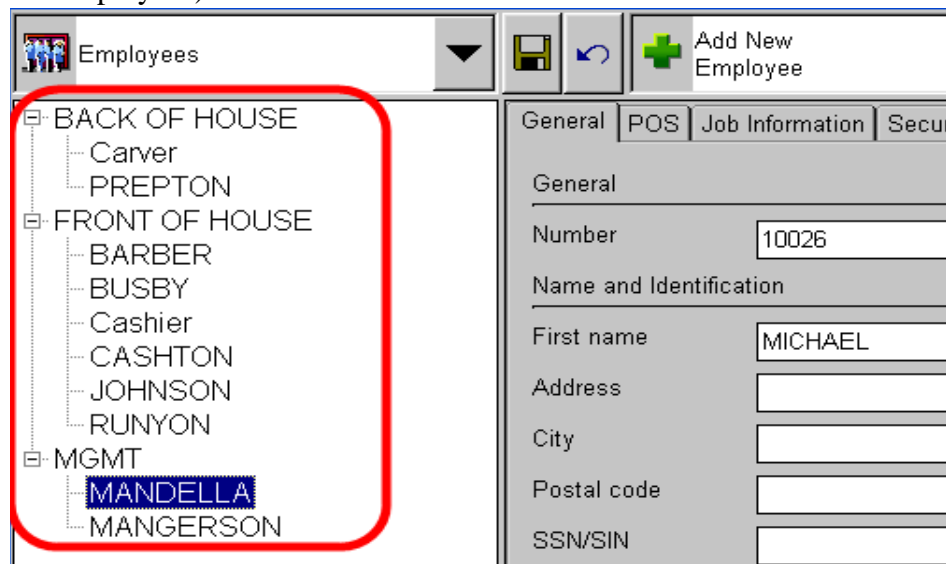 Employees
Add New
Employee
BACK OF HOUSE
Carver
PREPTON
FRONT OF HOUSE
BARBER
BUSBY
Cashier
CASHTON
JOHNSON
RUNYON
MGMT
MANDELLA
MANGERSON
General POS Job Information Secur
General
Number 10026
Name and Identification
First name MICHAEL
Address
City
Postal code
SSN/SIN